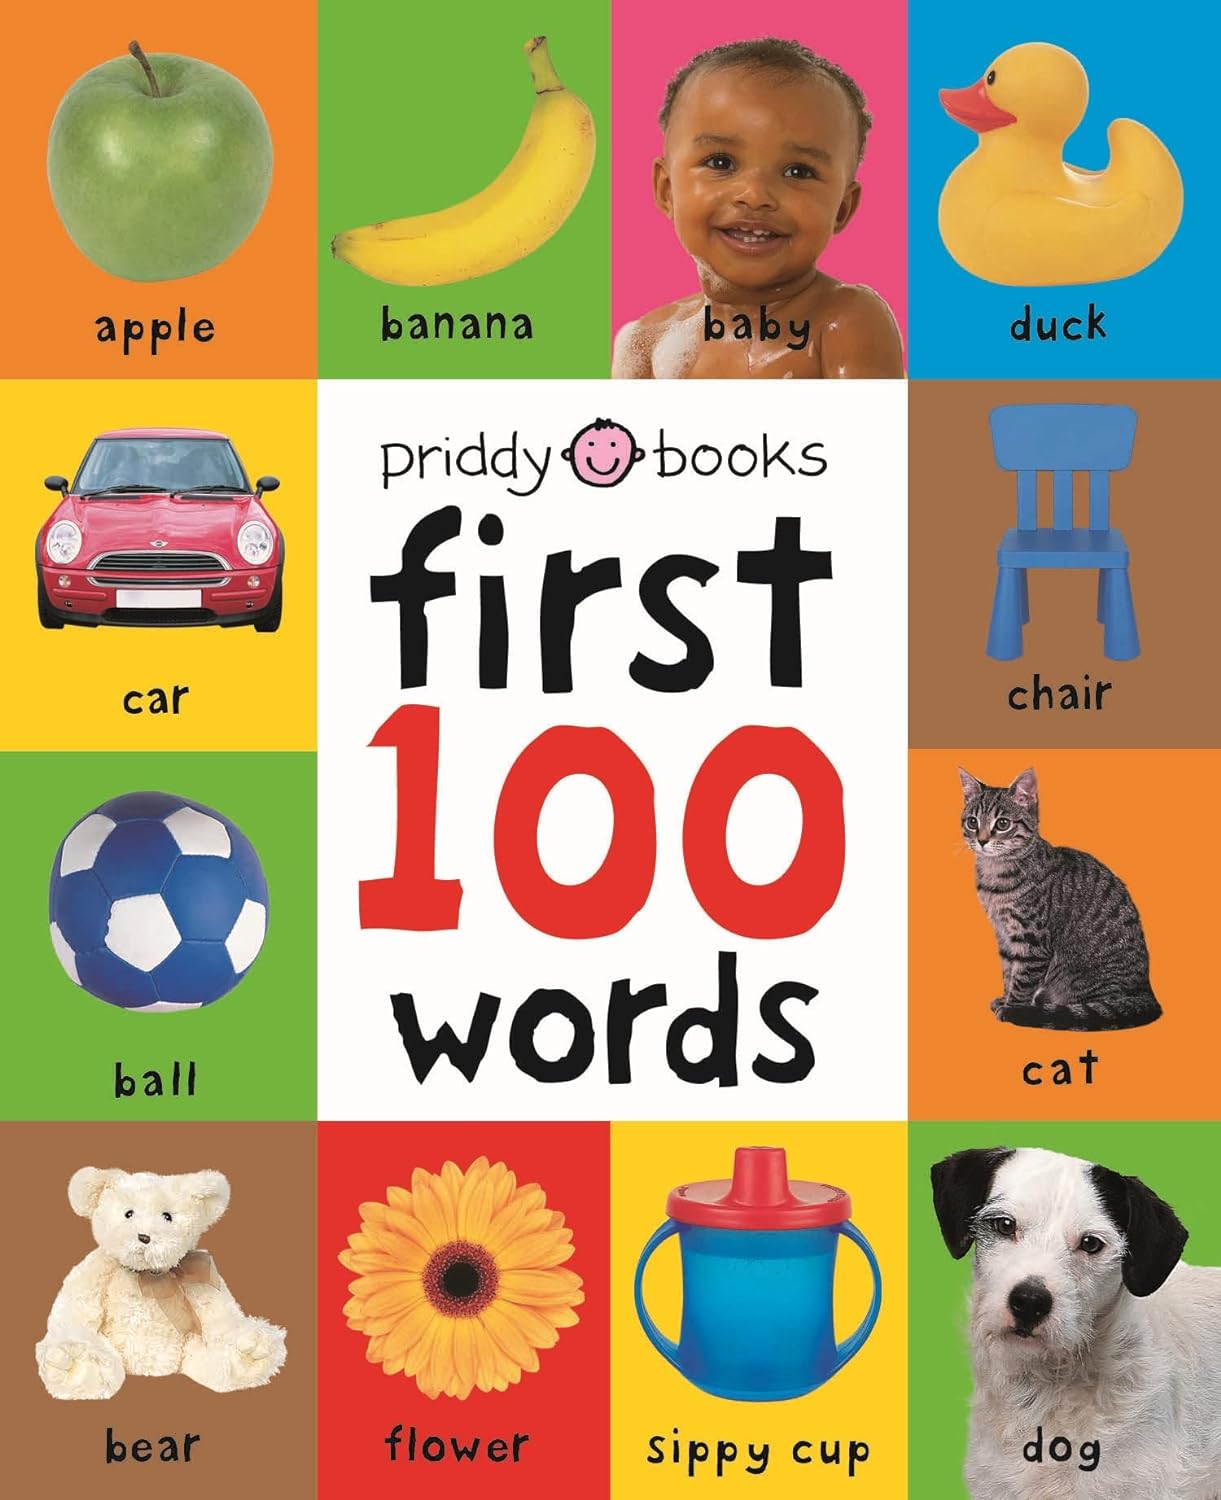 apple
banana
baby
duck
priddy books
first
100
words
car
chair
ball
cat
bear
flower
sippy cup
dog